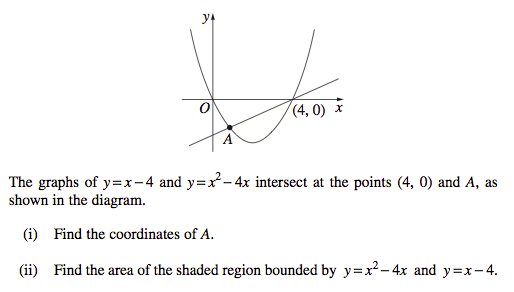 y
O
(4, 0) x
A
The graphs of y = x − 4 and y = x² − 4x intersect at the points (4, 0) and A, as
shown in the diagram.
(i) Find the coordinates of A.
(ii) Find the area of the shaded region bounded by y = x² − 4x and y = x − 4.